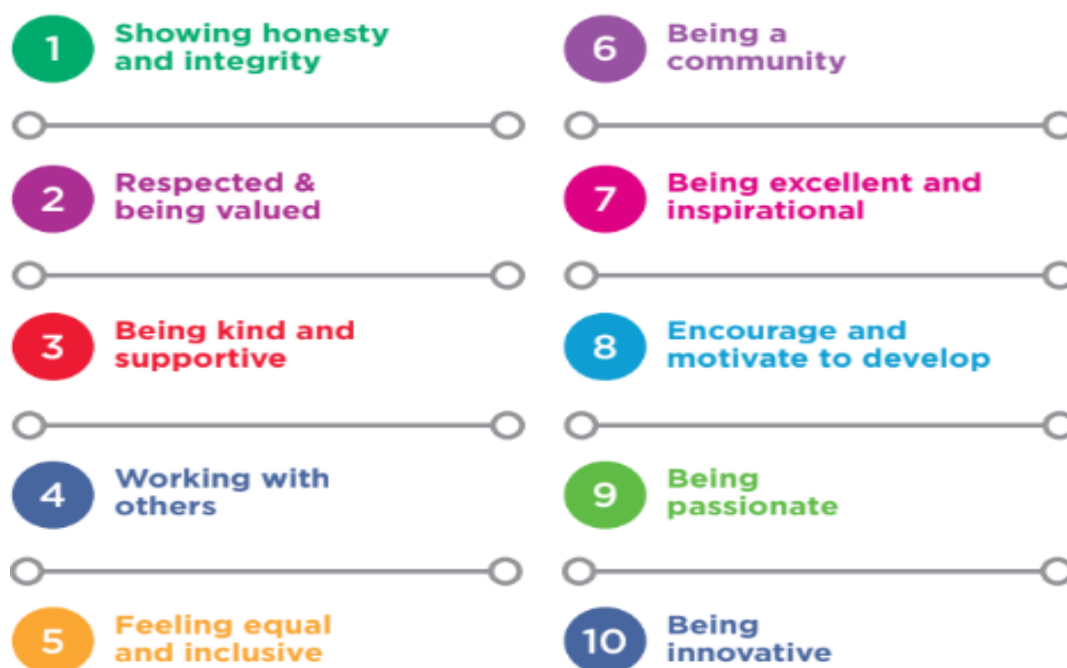 1
Showing honesty
and integrity
2
Respected &
being valued
3
Being kind and
supportive
4
Working with
others
5
Feeling equal
and inclusive
6
Being a
community
7
Being excellent and
inspirational
8
Encourage and
motivate to develop
9
Being
passionate
10
Being
innovative